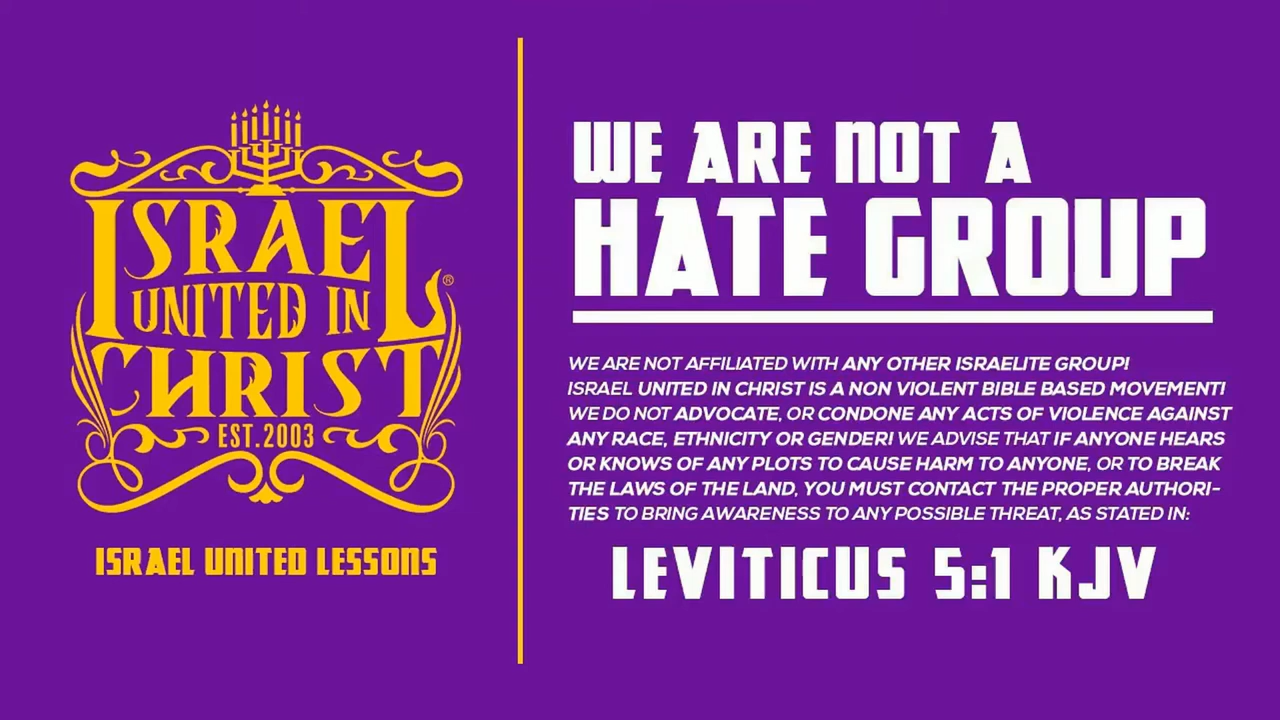 ISRAEL
UNITED IN
CHRIST
EST.2003
ISRAEL UNITED LESSONS
WE ARE NOT A
HATE GROUP
WE ARE NOT AFFILIATED WITH ANY OTHER ISRAELITE GROUP!
ISRAEL UNITED IN CHRIST IS A NON VIOLENT BIBLE BASED MOVEMENT!
WE DO NOT ADVOCATE, OR CONDONE ANY ACTS OF VIOLENCE AGAINST
ANY RACE, ETHNICITY OR GENDER! WE ADVISE THAT IF ANYONE HEARS
OR KNOWS OF ANY PLOTS TO CAUSE HARM TO ANYONE, OR TO BREAK
THE LAWS OF THE LAND, YOU MUST CONTACT THE PROPER AUTHORI-
TIES TO BRING AWARENESS TO ANY POSSIBLE THREAT, AS STATED IN:
LEVITICUS 5:1 KJV